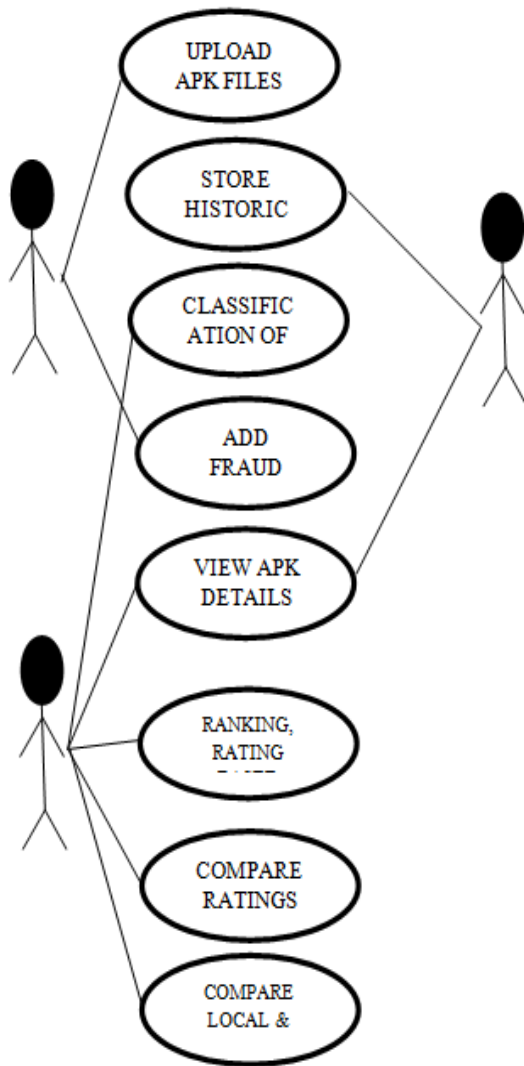 UPLOAD
APK FILES
STORE
HISTORIC
CLASSIFIC
ATION OF
ADD
FRAUD
VIEW APK
DETAILS
RANKING,
RATING
COMPARE
RATINGS
COMPARE
LOCAL &